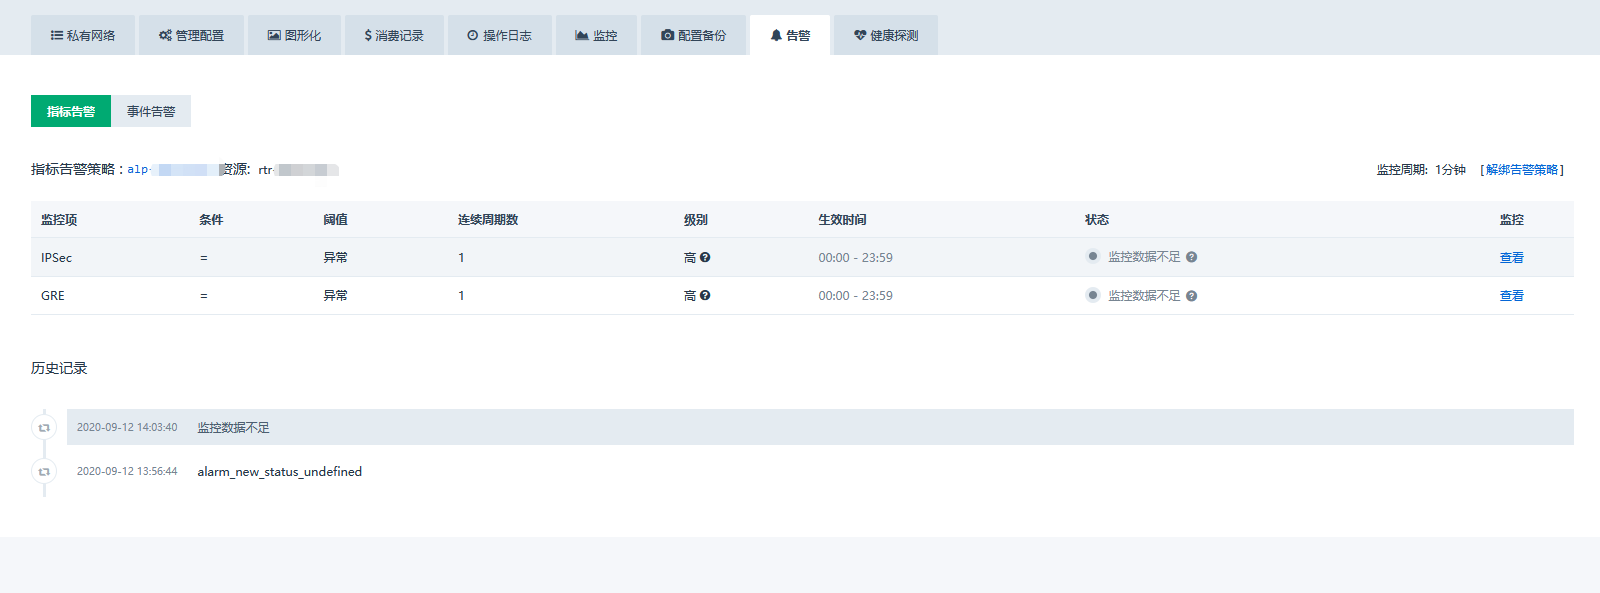 私有网络 管理配置 图形化 消费记录 操作日志 监控 配置备份 告警 健康探测
指标告警 事件告警
指标告警策略 : alp- 资源: rtr 监控周期: 1分钟 [解绑告警策略]
监控项 条件 阈值 连续周期数 级别 生效时间 状态 监控
IPSec = 异常 1 高 00:00 - 23:59 监控数据不足 查看
GRE = 异常 1 高 00:00 - 23:59 监控数据不足 查看
历史记录
2020-09-12 14:03:40 监控数据不足
2020-09-12 13:56:44 alarm_new_status_undefined